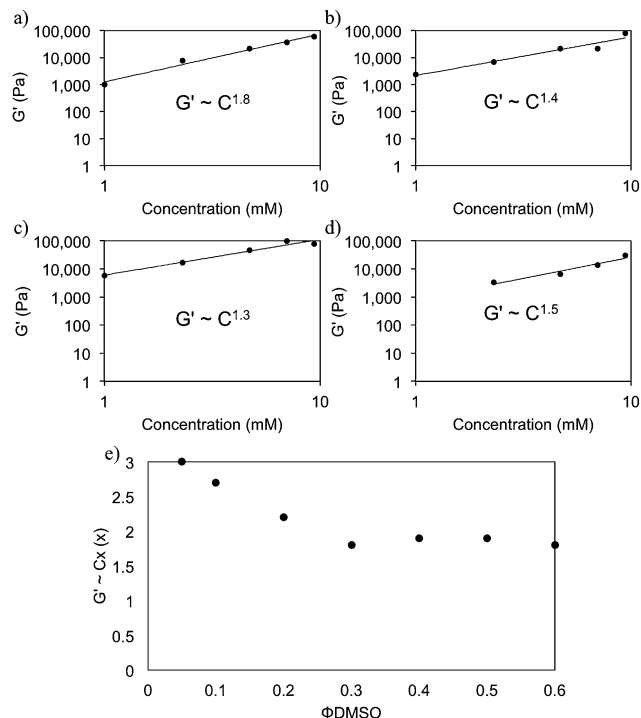 a)
100,000
10,000
1,000
100
10
1
G' (Pa)
G' ~ C1.8
1
10
Concentration (mM)
b)
100,000
10,000
1,000
100
10
1
G' (Pa)
G' ~ C1.4
1
10
Concentration (mM)
c)
100,000
10,000
1,000
100
10
1
G' (Pa)
G' ~ C1.3
1
10
Concentration (mM)
d)
100,000
10,000
1,000
100
10
1
G' (Pa)
G' ~ C1.5
1
10
Concentration (mM)
e)
3
2.5
2
1.5
1
0.5
0
G' ~ Cx (x)
0 0.1 0.2 0.3 0.4 0.5 0.6
ΦDMSO